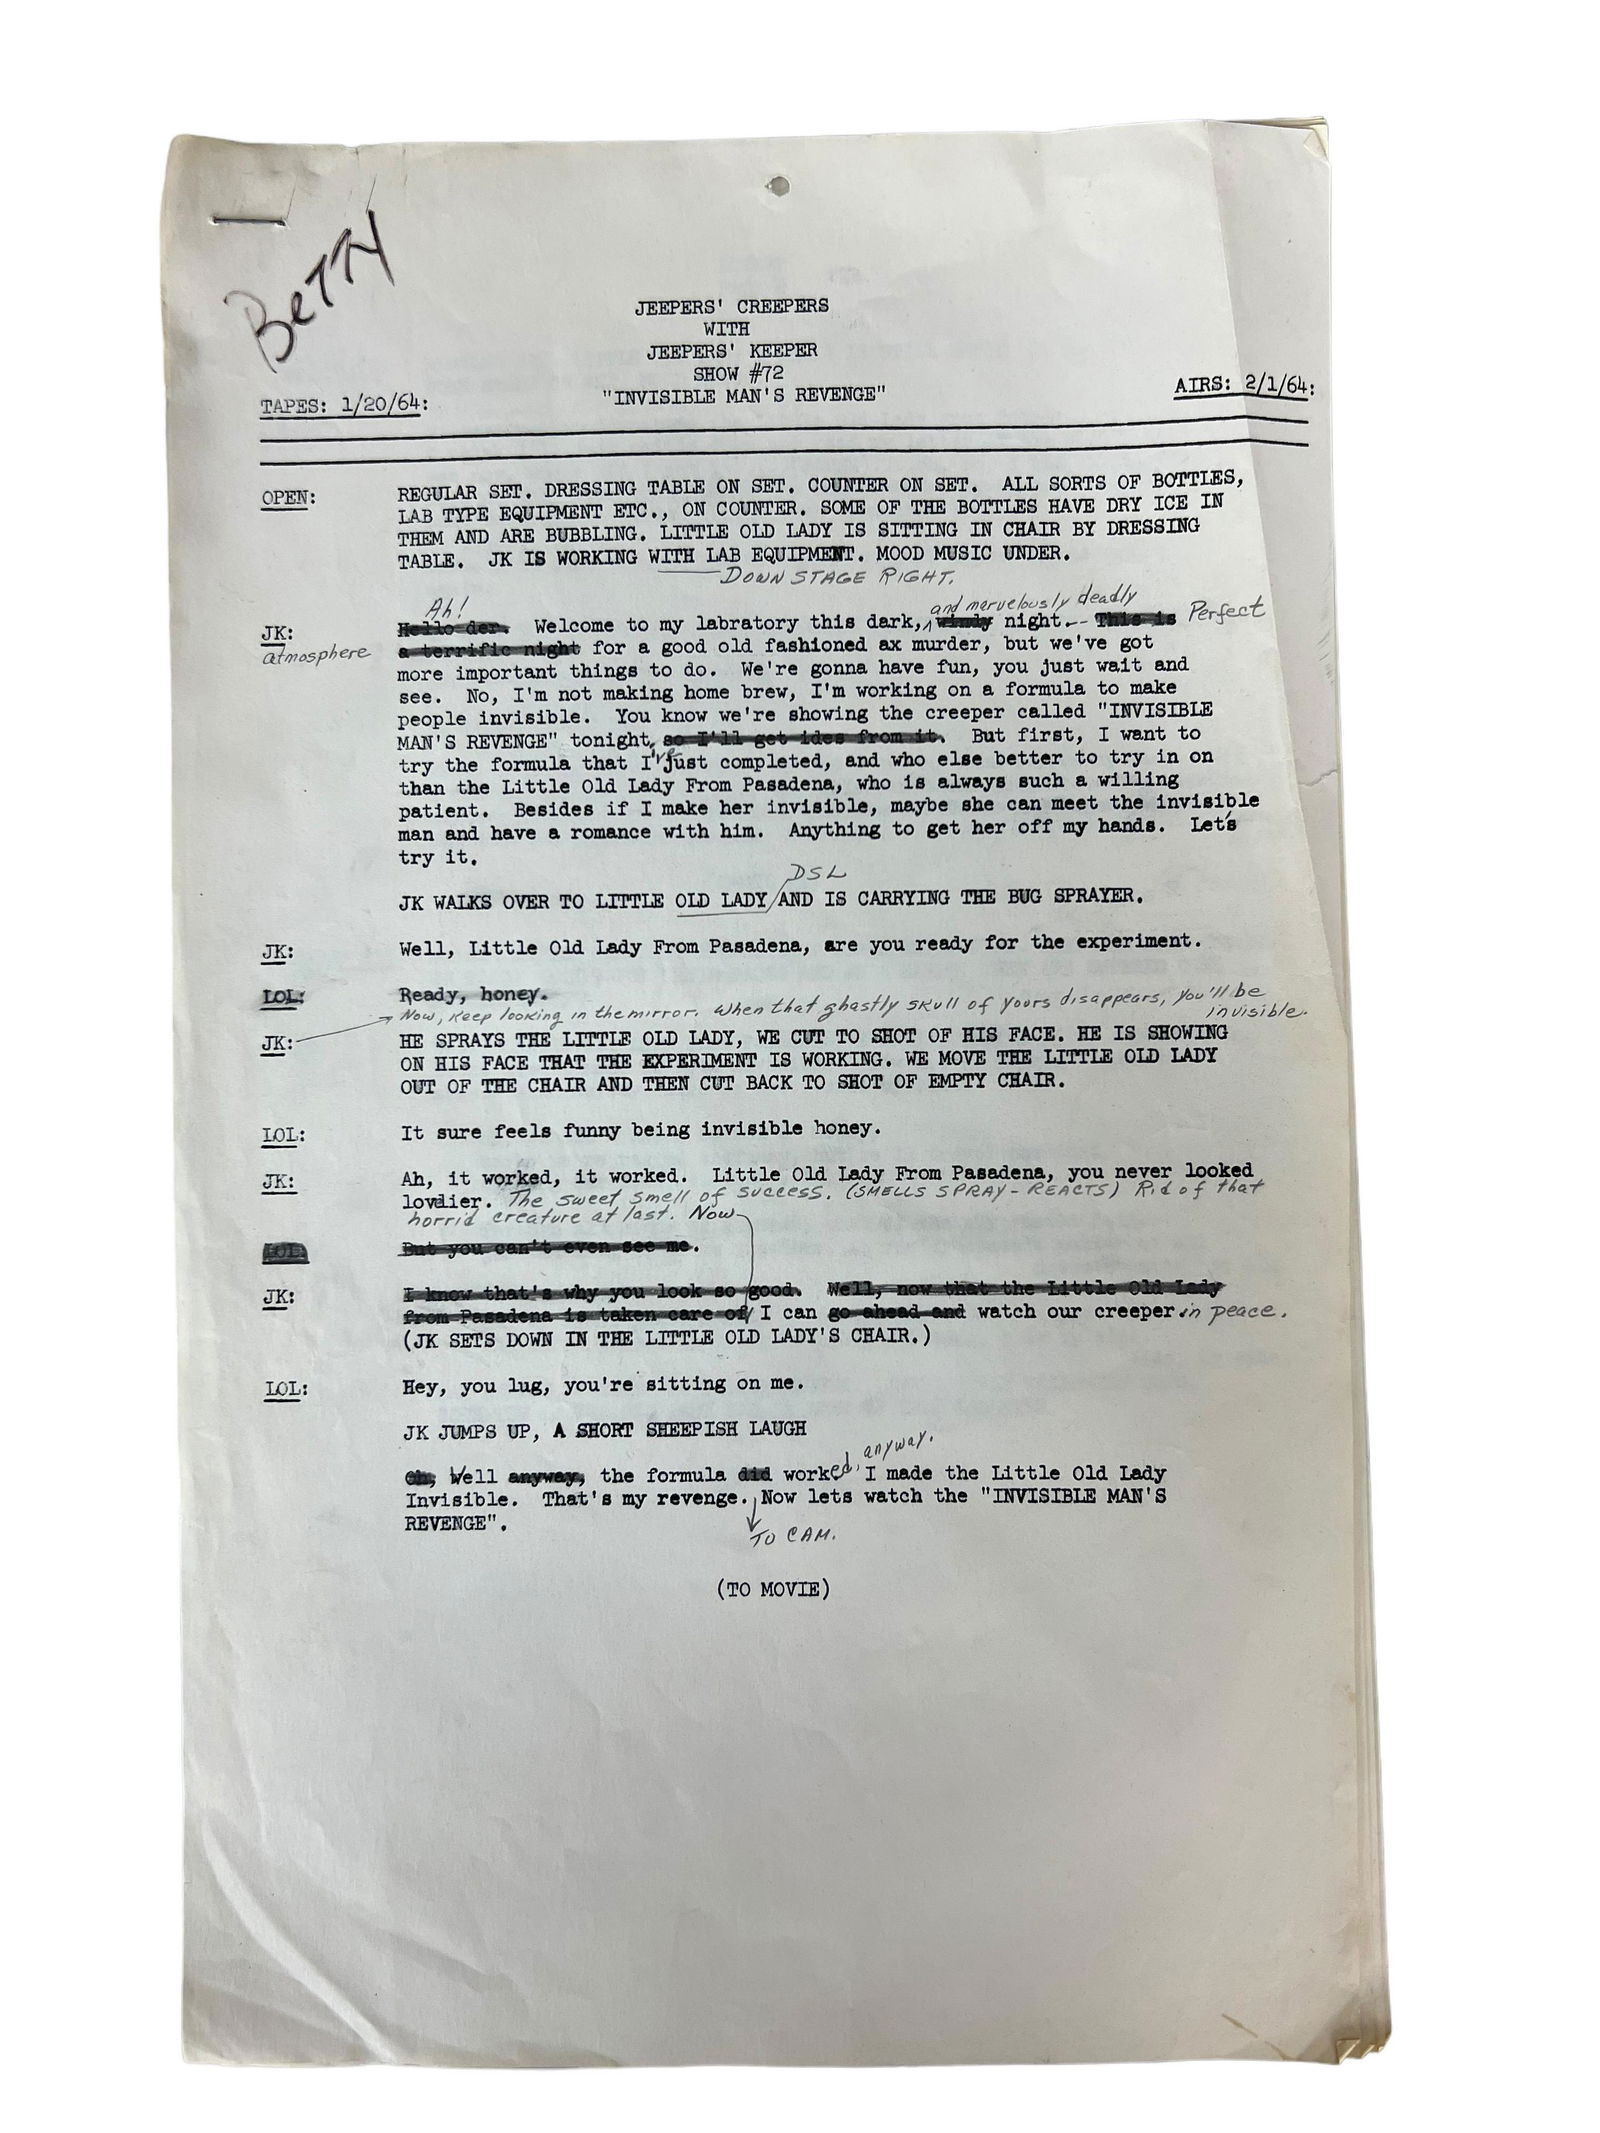 Betty
JEEPERS' CREEPERS
WITH
JEEPERS' KEEPER
SHOW #72
"INVISIBLE MAN'S REVENGE"
TAPES: 1/20/64:
AIRS: 2/1/64:
OPEN: REGULAR SET. DRESSING TABLE ON SET. COUNTER ON SET. ALL SORTS OF BOTTLES,
LAB TYPE EQUIPMENT ETC., ON COUNTER. SOME OF THE BOTTLES HAVE DRY ICE IN
THEM AND ARE BUBBLING. LITTLE OLD LADY IS SITTING IN CHAIR BY DRESSING
TABLE. JK IS WORKING WITH LAB EQUIPMENT. MOOD MUSIC UNDER.
DOWN STAGE RIGHT.
Ah! and marvelously deadly
JK: Hello der. Welcome to my labratory this dark, windy night.-- This is Perfect
atmosphere a terrific night for a good old fashioned ax murder, but we've got
more important things to do. We're gonna have fun, you just wait and
see. No, I'm not making home brew, I'm working on a formula to make
people invisible. You know we're showing the creeper called "INVISIBLE
MAN'S REVENGE" tonight, so I'll get ides from it. But first, I want to
try the formula that I've just completed, and who else better to try in on
than the Little Old Lady From Pasadena, who is always such a willing
patient. Besides if I make her invisible, maybe she can meet the invisible
man and have a romance with him. Anything to get her off my hands. Let's
try it.
DSL
JK WALKS OVER TO LITTLE OLD LADY AND IS CARRYING THE BUG SPRAYER.
JK: Well, Little Old Lady From Pasadena, are you ready for the experiment.
LOL: Ready, honey.
Now, keep looking in the mirror. When that ghastly skull of yours disappears, you'll be
invisible.
JK: HE SPRAYS THE LITTLE OLD LADY, WE CUT TO SHOT OF HIS FACE. HE IS SHOWING
ON HIS FACE THAT THE EXPERIMENT IS WORKING. WE MOVE THE LITTLE OLD LADY
OUT OF THE CHAIR AND THEN CUT BACK TO SHOT OF EMPTY CHAIR.
LOL: It sure feels funny being invisible honey.
JK: Ah, it worked, it worked. Little Old Lady From Pasadena, you never looked
lovelier. The sweet smell of success. (SMELLS SPRAY - REACTS) Rid of that
horrid creature at last. Now
LOL: But you can't even see me.
JK: I know that's why you look so good. Well, now that the Little Old Lady
from Pasadena is taken care of I can go ahead and watch our creeper in peace.
(JK SETS DOWN IN THE LITTLE OLD LADY'S CHAIR.)
LOL: Hey, you lug, you're sitting on me.
JK JUMPS UP, A SHORT SHEEPISH LAUGH
Oh, Well anyway, the formula did worked, anyway. I made the Little Old Lady
Invisible. That's my revenge. Now lets watch the "INVISIBLE MAN'S
REVENGE".
TO CAM.
(TO MOVIE)